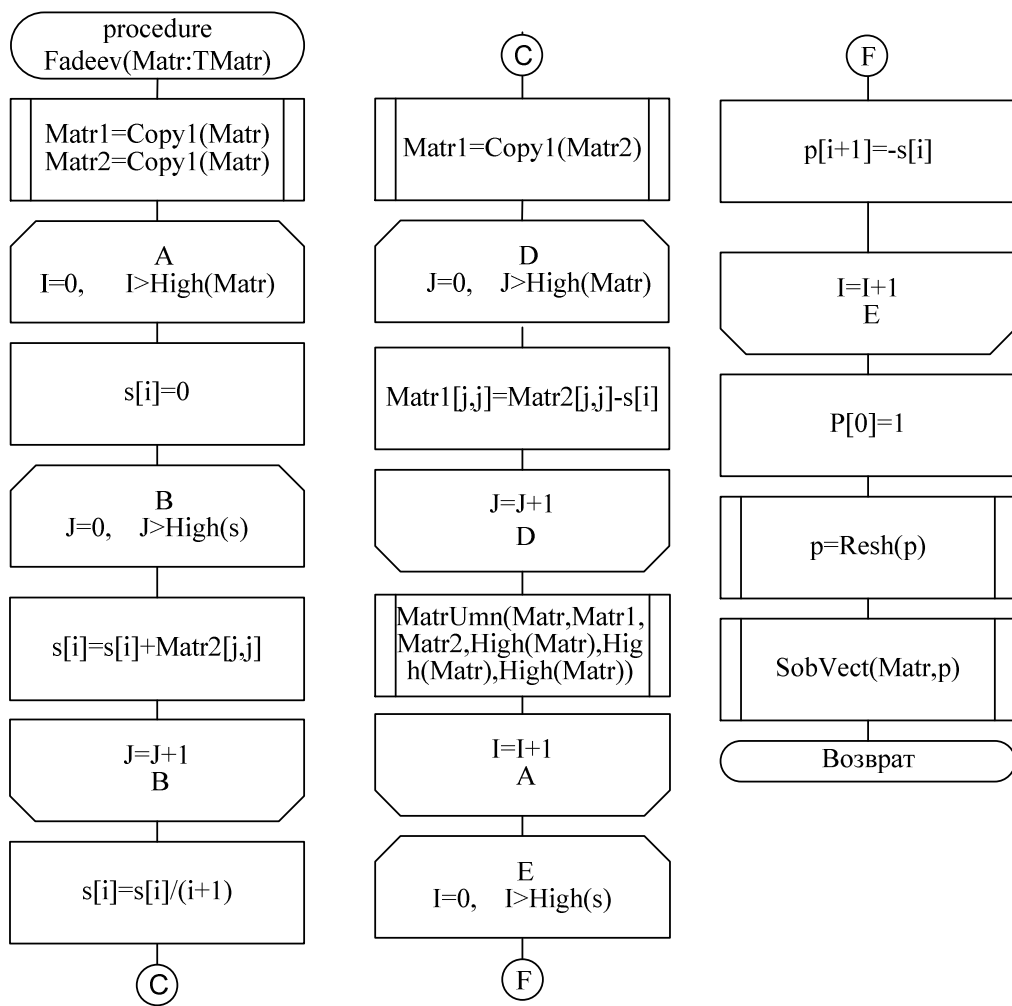 procedure
Fadeev(Matr:TMatr)
Matr1=Copy1(Matr)
Matr2=Copy1(Matr)
A
I=0, I>High(Matr)
s[i]=0
B
J=0, J>High(s)
s[i]=s[i]+Matr2[j,j]
J=J+1
B
s[i]=s[i]/(i+1)
C
C
Matr1=Copy1(Matr2)
D
J=0, J>High(Matr)
Matr1[j,j]=Matr2[j,j]-s[i]
J=J+1
D
MatrUmn(Matr,Matr1,
Matr2,High(Matr),Hig
h(Matr),High(Matr))
I=I+1
A
E
I=0, I>High(s)
F
F
p[i+1]=-s[i]
I=I+1
E
P[0]=1
p=Resh(p)
SobVect(Matr,p)
Возврат